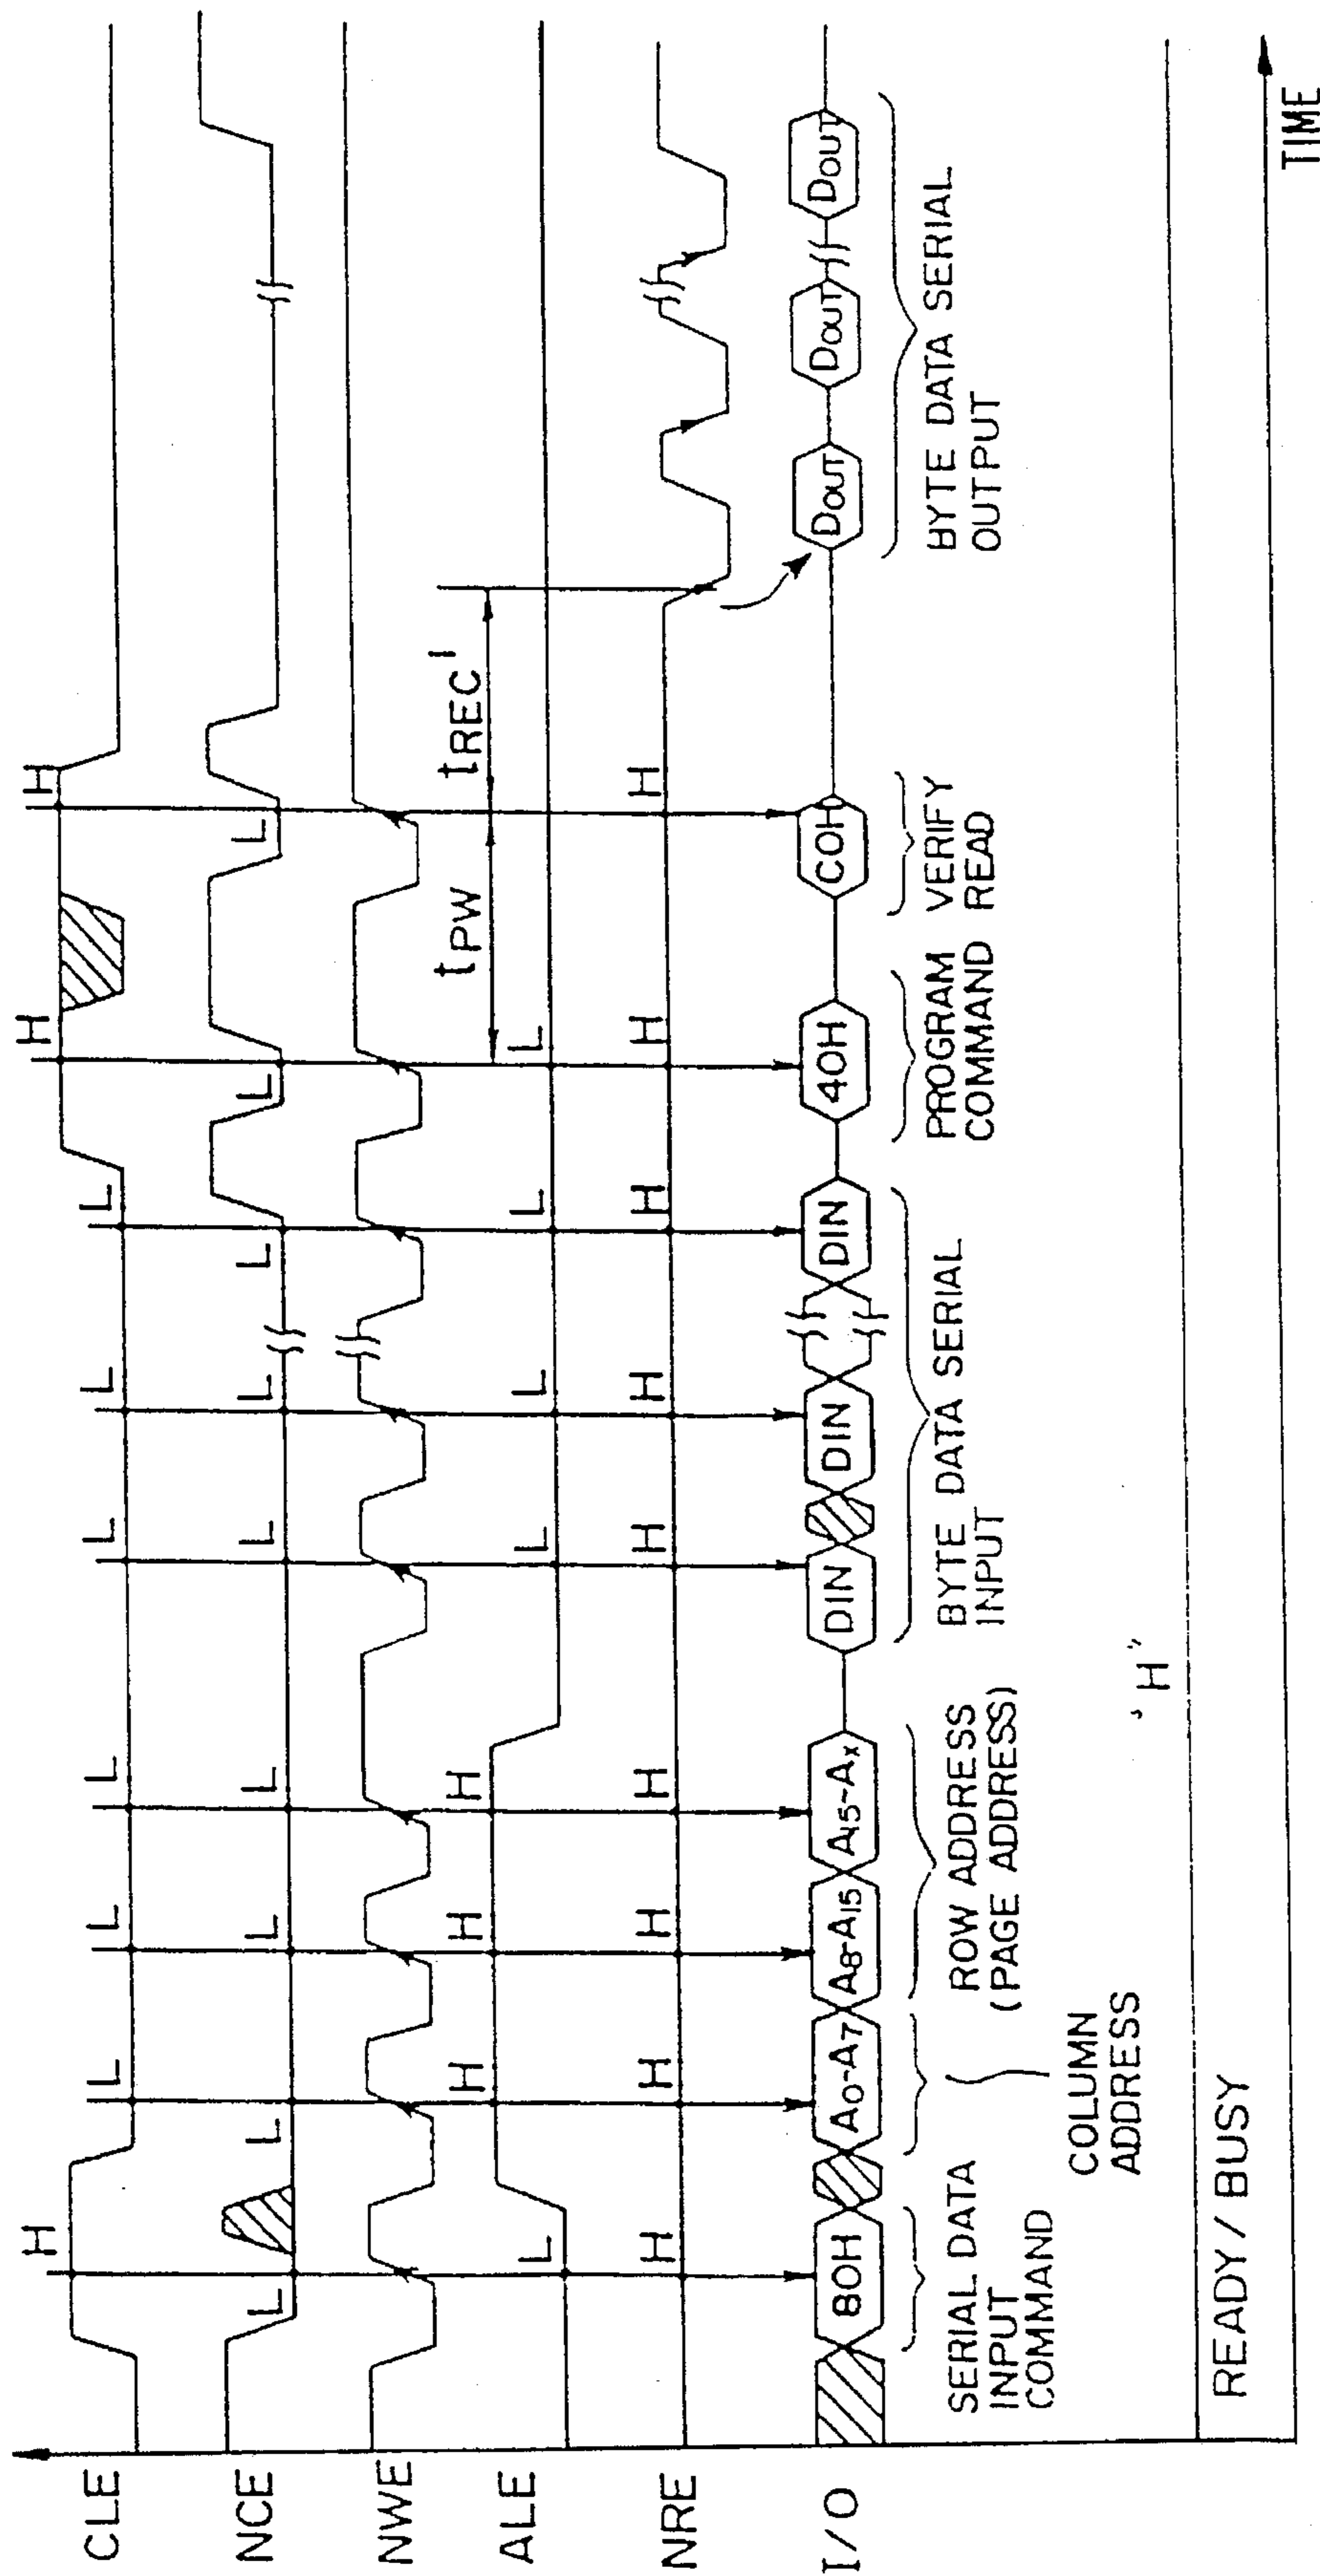 CLE
H
L
L
L
L
L
L
H
H
NCE
L
L
L
L
L
L
L
L
L
NWE
tPW
tREC'
ALE
L
H
H
H
L
L
L
L
NRE
H
H
H
H
H
H
H
H
H
I/O
80H
A0-A7
A8-A15
A15-Ax
DIN
DIN
DIN
40H
COH
DOUT
DOUT
DOUT
SERIAL DATA
INPUT
COMMAND
COLUMN
ADDRESS
ROW ADDRESS
(PAGE ADDRESS)
BYTE DATA SERIAL
INPUT
PROGRAM
COMMAND
VERIFY
READ
BYTE DATA SERIAL
OUTPUT
"H"
READY / BUSY
TIME